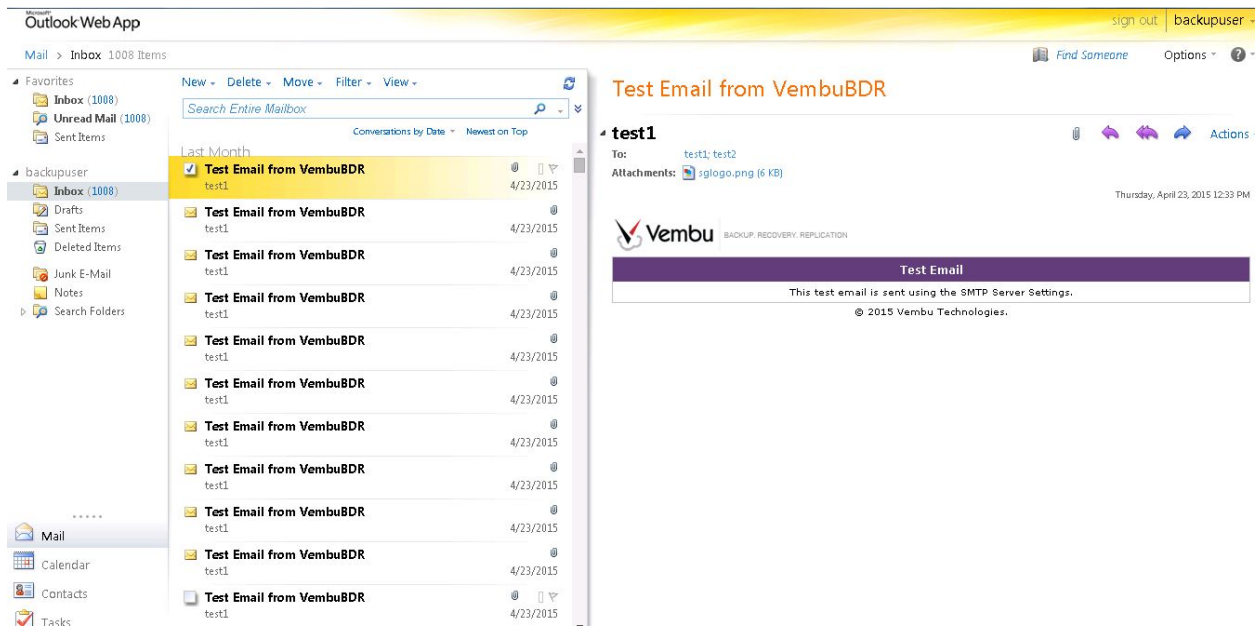 Microsoft®
Outlook Web App
sign out backupuser
Mail > Inbox 1008 Items
Find Someone Options
Favorites
Inbox (1008)
Unread Mail (1008)
Sent Items
backupuser
Inbox (1008)
Drafts
Sent Items
Deleted Items
Junk E-Mail
Notes
Search Folders
Mail
Calendar
Contacts
Tasks
New Delete Move Filter View
Search Entire Mailbox
Conversations by Date Newest on Top
Last Month
Test Email from VembuBDR
test1 4/23/2015
Test Email from VembuBDR
test1 4/23/2015
Test Email from VembuBDR
test1 4/23/2015
Test Email from VembuBDR
test1 4/23/2015
Test Email from VembuBDR
test1 4/23/2015
Test Email from VembuBDR
test1 4/23/2015
Test Email from VembuBDR
test1 4/23/2015
Test Email from VembuBDR
test1 4/23/2015
Test Email from VembuBDR
test1 4/23/2015
Test Email from VembuBDR
test1 4/23/2015
Test Email from VembuBDR
test1 4/23/2015
Test Email from VembuBDR
test1
Actions
To: test1; test2
Attachments: sglogo.png (6 KB)
Thursday, April 23, 2015 12:33 PM
Vembu BACKUP. RECOVERY. REPLICATION
Test Email
This test email is sent using the SMTP Server Settings.
© 2015 Vembu Technologies.